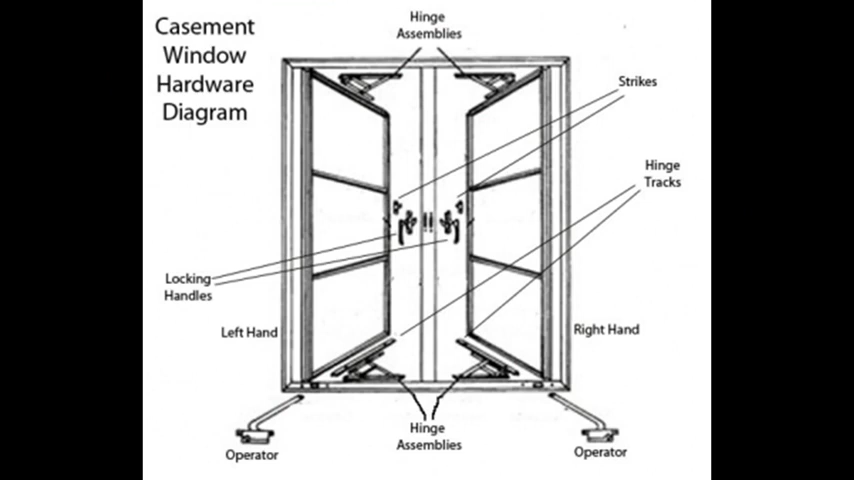 Casement
Window
Hardware
Diagram
Hinge
Assemblies
Strikes
Hinge
Tracks
Locking
Handles
Left Hand
Right Hand
Hinge
Assemblies
Operator
Operator